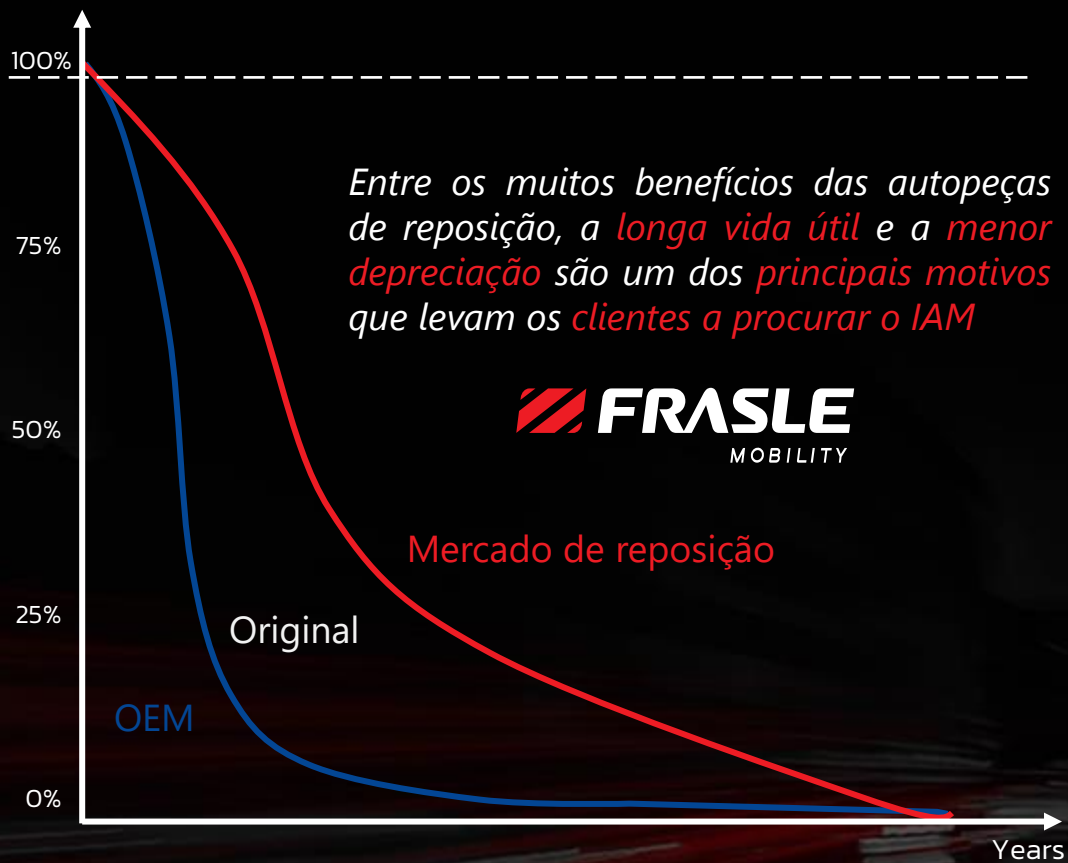 100%
Entre os muitos benefícios das autopeças
de reposição, a longa vida útil e a menor
depreciação são um dos principais motivos
que levam os clientes a procurar o IAM
75%
FRASLE
MOBILITY
50%
Mercado de reposição
25%
Original
OEM
0%
Years